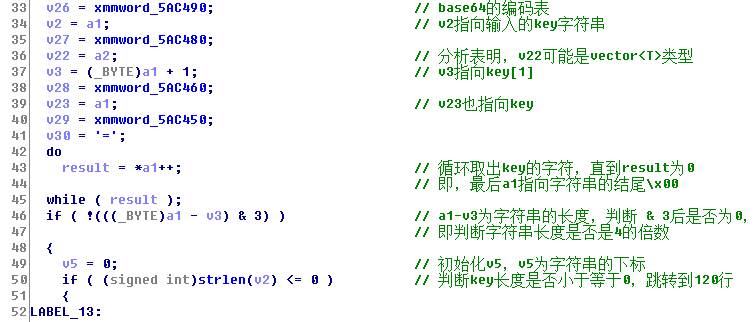 33 v26 = xmmword_5AC490; // base64的编码表
34 v2 = a1; // v2指向输入的key字符串
35 v27 = xmmword_5AC480;
36 v22 = a2; // 分析表明，v22可能是vector<T>类型
37 v3 = (_BYTE)a1 + 1; // v3指向key[1]
38 v28 = xmmword_5AC460;
39 v23 = a1; // v23也指向key
40 v29 = xmmword_5AC450;
41 v30 = '=';
42 do
43 result = *a1++; // 循环取出key的字符，直到result为0
44 // 即，最后a1指向字符串的结尾\x00
45 while ( result );
46 if ( !(((_BYTE)a1 - v3) & 3) ) // a1-v3为字符串的长度，判断 & 3后是否为0，
47 // 即判断字符串长度是否是4的倍数
48 {
49 v5 = 0; // 初始化v5，v5为字符串的下标
50 if ( (signed int)strlen(v2) <= 0 ) // 判断key长度是否小于等于0，跳转到120行
51 {
52 LABEL_13: